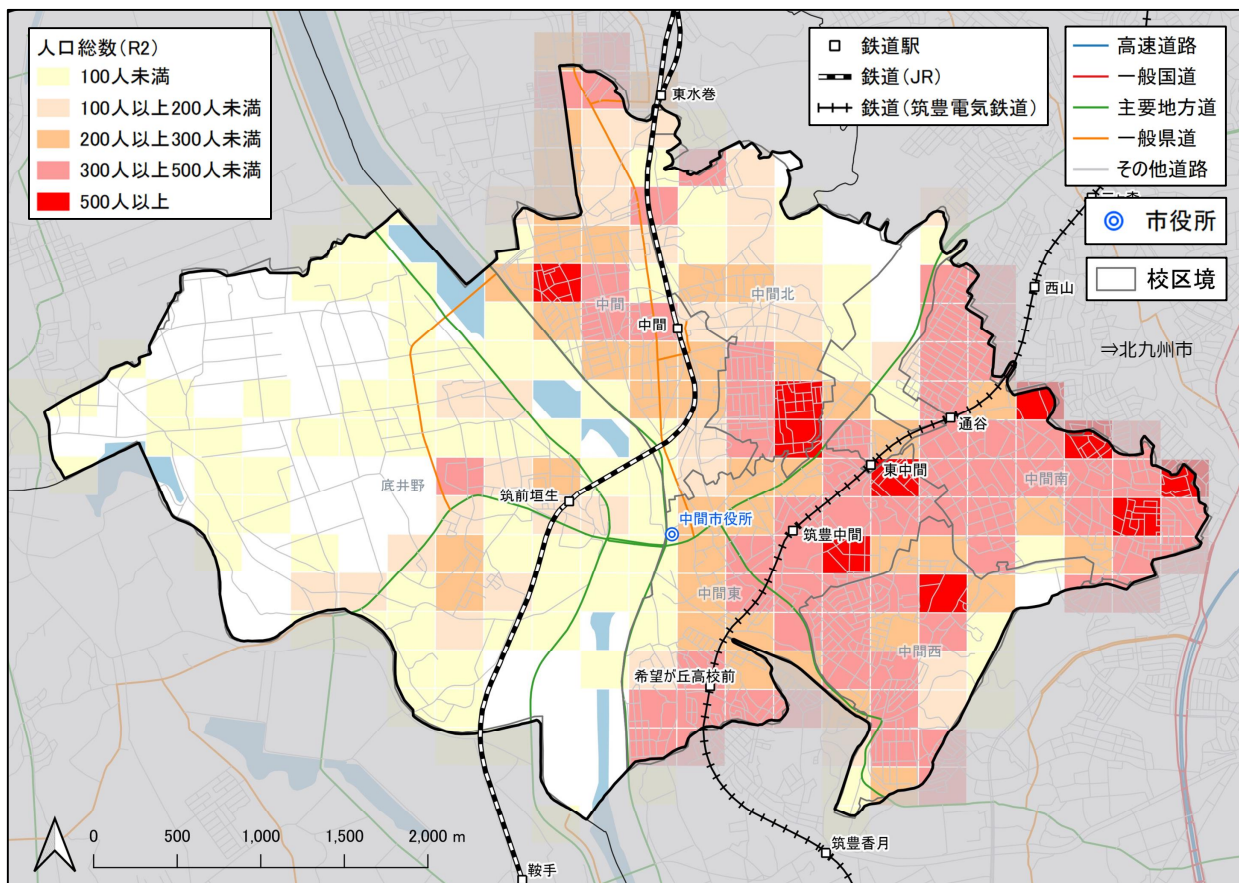 人口総数(R2)
100人未満
100人以上200人未満
200人以上300人未満
300人以上500人未満
500人以上
鉄道駅
鉄道(JR)
鉄道(筑豊電気鉄道)
高速道路
一般国道
主要地方道
一般県道
その他道路
市役所
校区境
東水巻
西山
⇒北九州市
中間
中間北
中間
通谷
東中間
中間南
底井野
筑前垣生
中間市役所
筑豊中間
中間東
中間西
希望が丘高校前
筑豊香月
鞍手
0 500 1,000 1,500 2,000 m